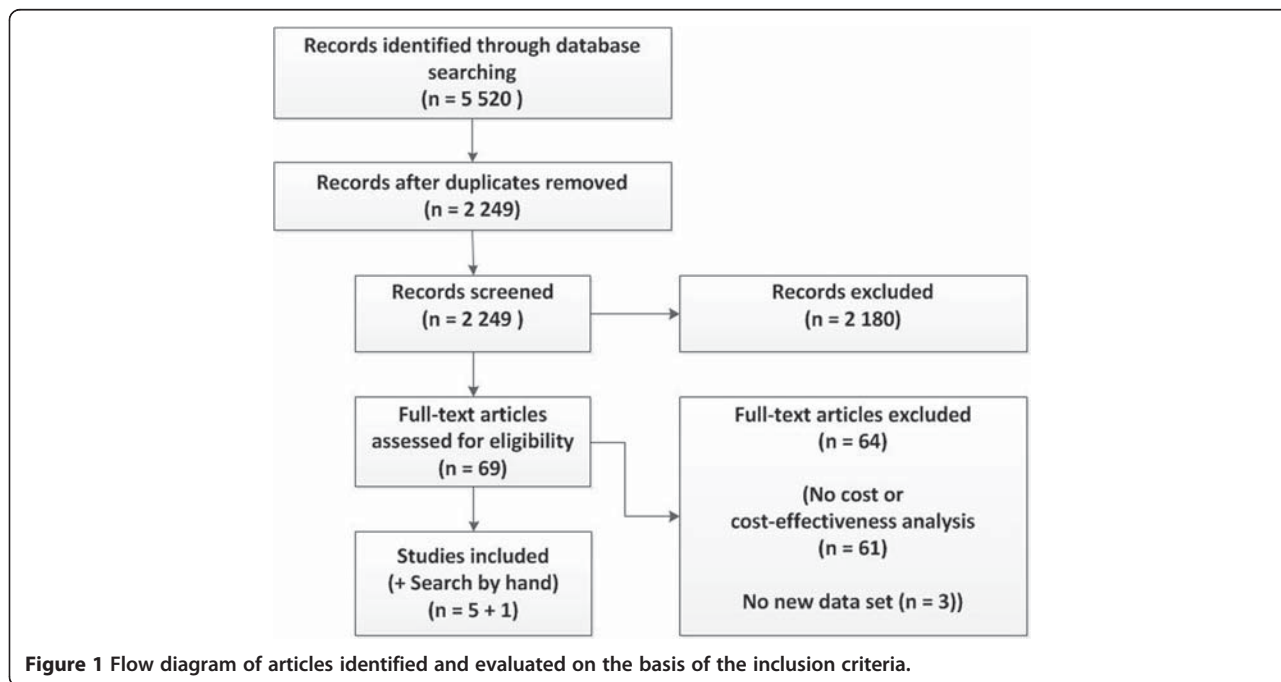 Records identified through database
searching
(n = 5 520 )
Records after duplicates removed
(n = 2 249)
Records screened
(n = 2 249 )
Records excluded
(n = 2 180)
Full-text articles
assessed for eligibility
(n = 69)
Full-text articles excluded
(n = 64)
(No cost or
cost-effectiveness analysis
(n = 61)
No new data set (n = 3))
Studies included
(+ Search by hand)
(n = 5 + 1)
Figure 1 Flow diagram of articles identified and evaluated on the basis of the inclusion criteria.